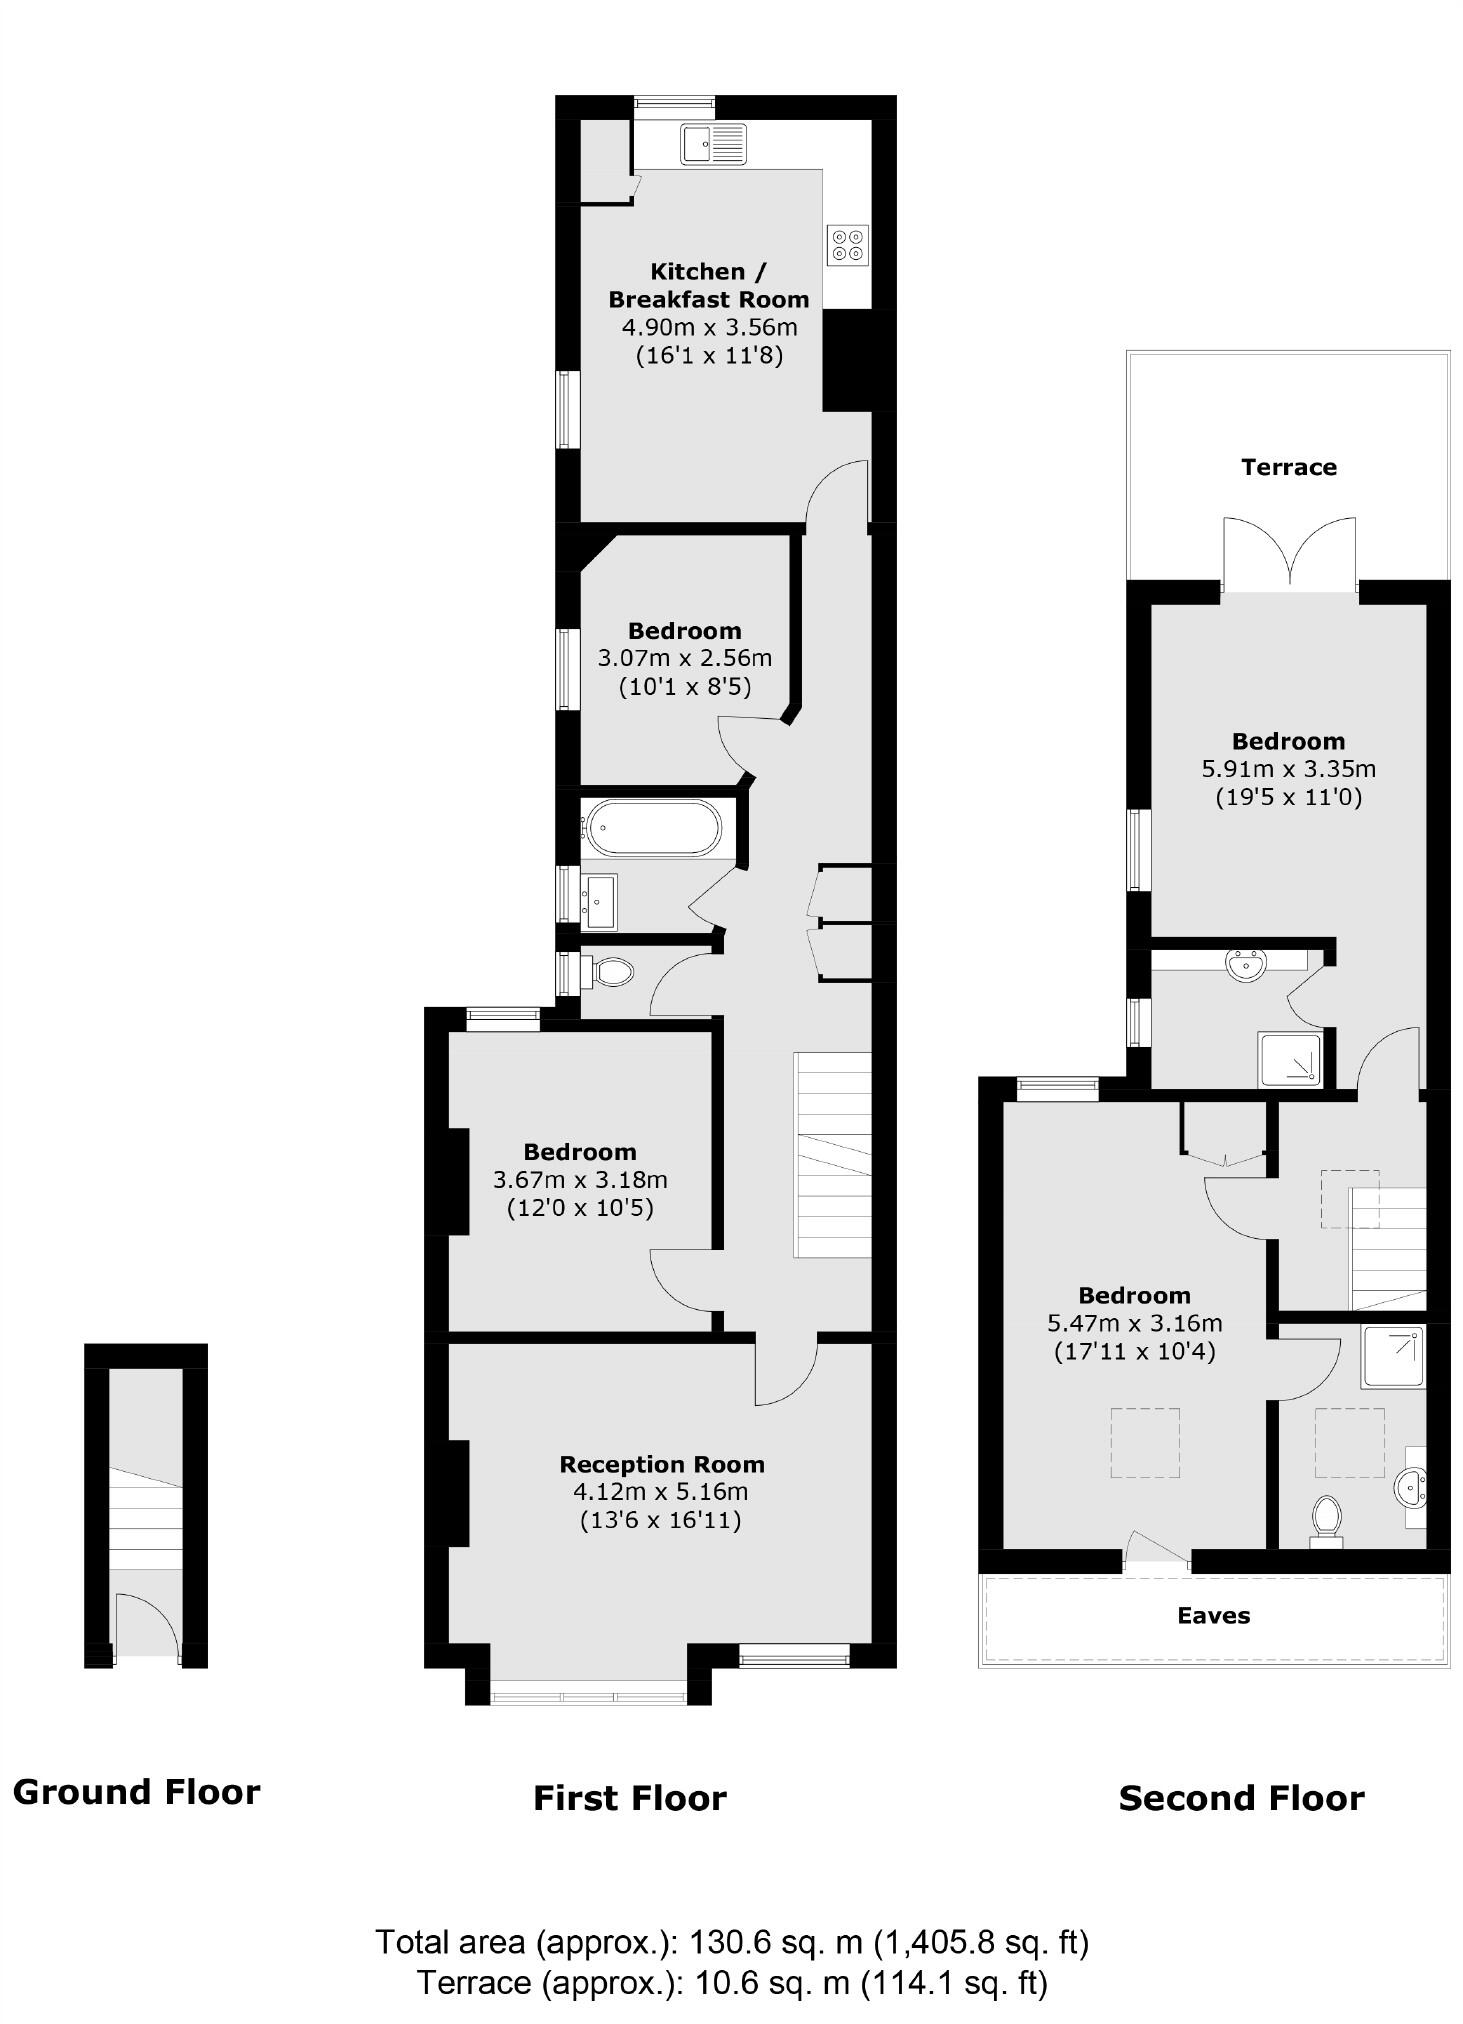 Kitchen /
Breakfast Room
4.90m x 3.56m
(16'1 x 11'8)
Terrace
Bedroom
3.07m x 2.56m
(10'1 x 8'5)
Bedroom
5.91m x 3.35m
(19'5 x 11'0)
Bedroom
3.67m x 3.18m
(12'0 x 10'5)
Bedroom
5.47m x 3.16m
(17'11 x 10'4)
Reception Room
4.12m x 5.16m
(13'6 x 16'11)
Eaves
Ground Floor
First Floor
Second Floor
Total area (approx.): 130.6 sq. m (1,405.8 sq. ft)
Terrace (approx.): 10.6 sq. m (114.1 sq. ft)